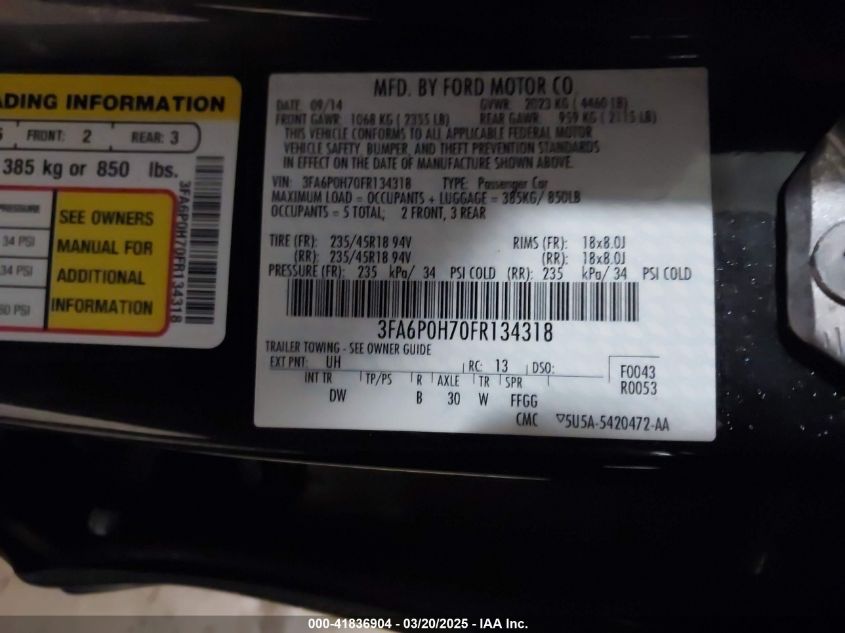 ADING INFORMATION
FRONT: 2 REAR: 3
385 kg or 850 lbs.
PRESSURE
34 PSI
34 PSI
60 PSI
SEE OWNERS
MANUAL FOR
ADDITIONAL
INFORMATION
3FA6P0H70FR134318
MFD. BY FORD MOTOR CO.
DATE: 09/14 GVWR: 2023 KG ( 4460 LB)
FRONT GAWR: 1068 KG ( 2355 LB) REAR GAWR: 959 KG ( 2115 LB)
THIS VEHICLE CONFORMS TO ALL APPLICABLE FEDERAL MOTOR
VEHICLE SAFETY, BUMPER, AND THEFT PREVENTION STANDARDS
IN EFFECT ON THE DATE OF MANUFACTURE SHOWN ABOVE.
VIN: 3FA6P0H70FR134318 TYPE: Passenger Car
MAXIMUM LOAD = OCCUPANTS + LUGGAGE = 385KG/ 850LB
OCCUPANTS = 5 TOTAL; 2 FRONT, 3 REAR
TIRE (FR): 235/45R18 94V RIMS (FR): 18x8.0J
(RR): 235/45R18 94V (RR): 18x8.0J
PRESSURE (FR): 235 kPa/ 34 PSI COLD (RR): 235 kPa/ 34 PSI COLD
3FA6P0H70FR134318
TRAILER TOWING - SEE OWNER GUIDE
EXT PNT: UH RC: 13 DSO: F0043
INT TR TP/PS R AXLE TR SPR R0053
DW B 30 W FFGG
CMC ▽5U5A-5420472-AA
000-41836904 - 03/20/2025 - IAA Inc.